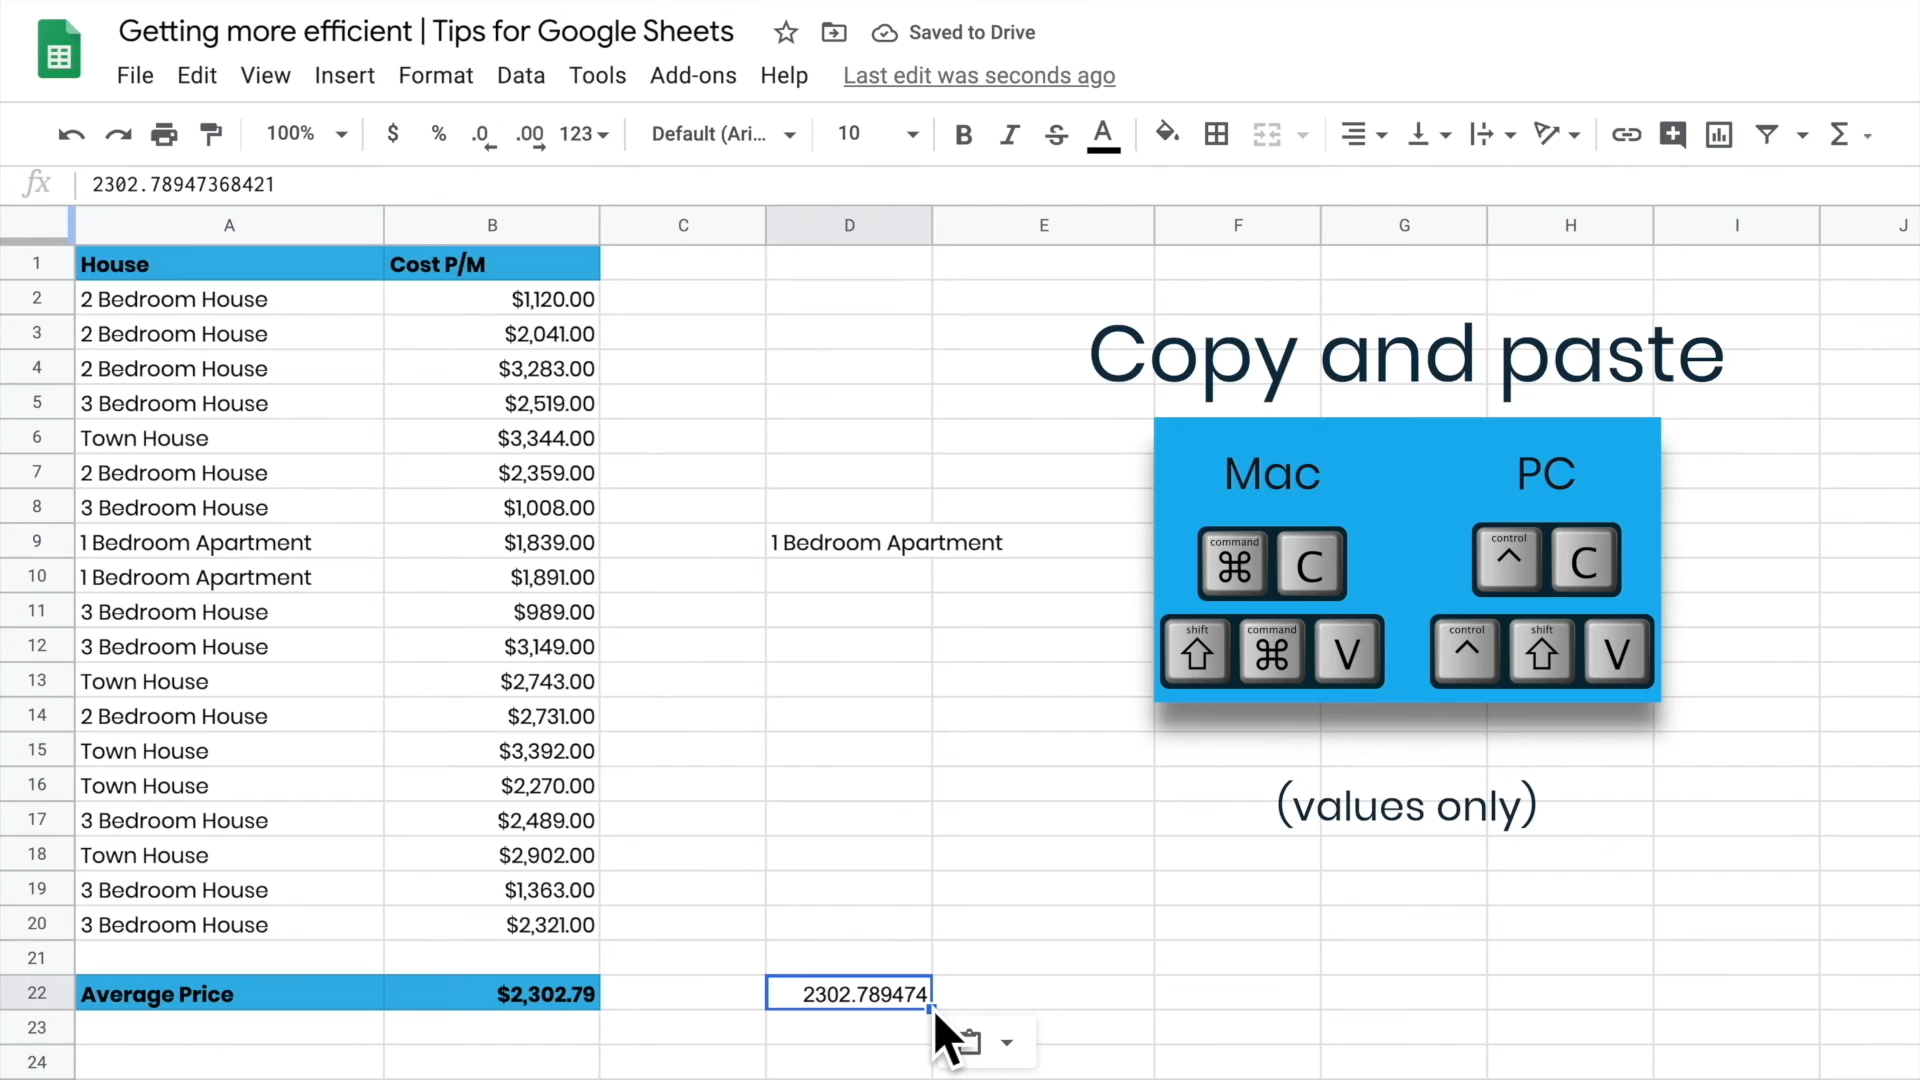 Getting more efficient | Tips for Google Sheets Saved to Drive
File Edit View Insert Format Data Tools Add-ons Help Last edit was seconds ago
100% $ % .0 .00 123 Default (Ari... 10 B I S A Σ
fx 2302.78947368421
A B C D E F G H I J
1 House Cost P/M
2 2 Bedroom House $1,120.00
3 2 Bedroom House $2,041.00
4 2 Bedroom House $3,283.00
5 3 Bedroom House $2,519.00
6 Town House $3,344.00
7 2 Bedroom House $2,359.00
8 3 Bedroom House $1,008.00
9 1 Bedroom Apartment $1,839.00 1 Bedroom Apartment
10 1 Bedroom Apartment $1,891.00
11 3 Bedroom House $989.00
12 3 Bedroom House $3,149.00
13 Town House $2,743.00
14 2 Bedroom House $2,731.00
15 Town House $3,392.00
16 Town House $2,270.00
17 3 Bedroom House $2,489.00
18 Town House $2,902.00
19 3 Bedroom House $1,363.00
20 3 Bedroom House $2,321.00
21
22 Average Price $2,302.79 2302.789474
23
24
Copy and paste
Mac PC
command ⌘ C control ^ C
shift ⇧ command ⌘ V control ^ shift ⇧ V
(values only)